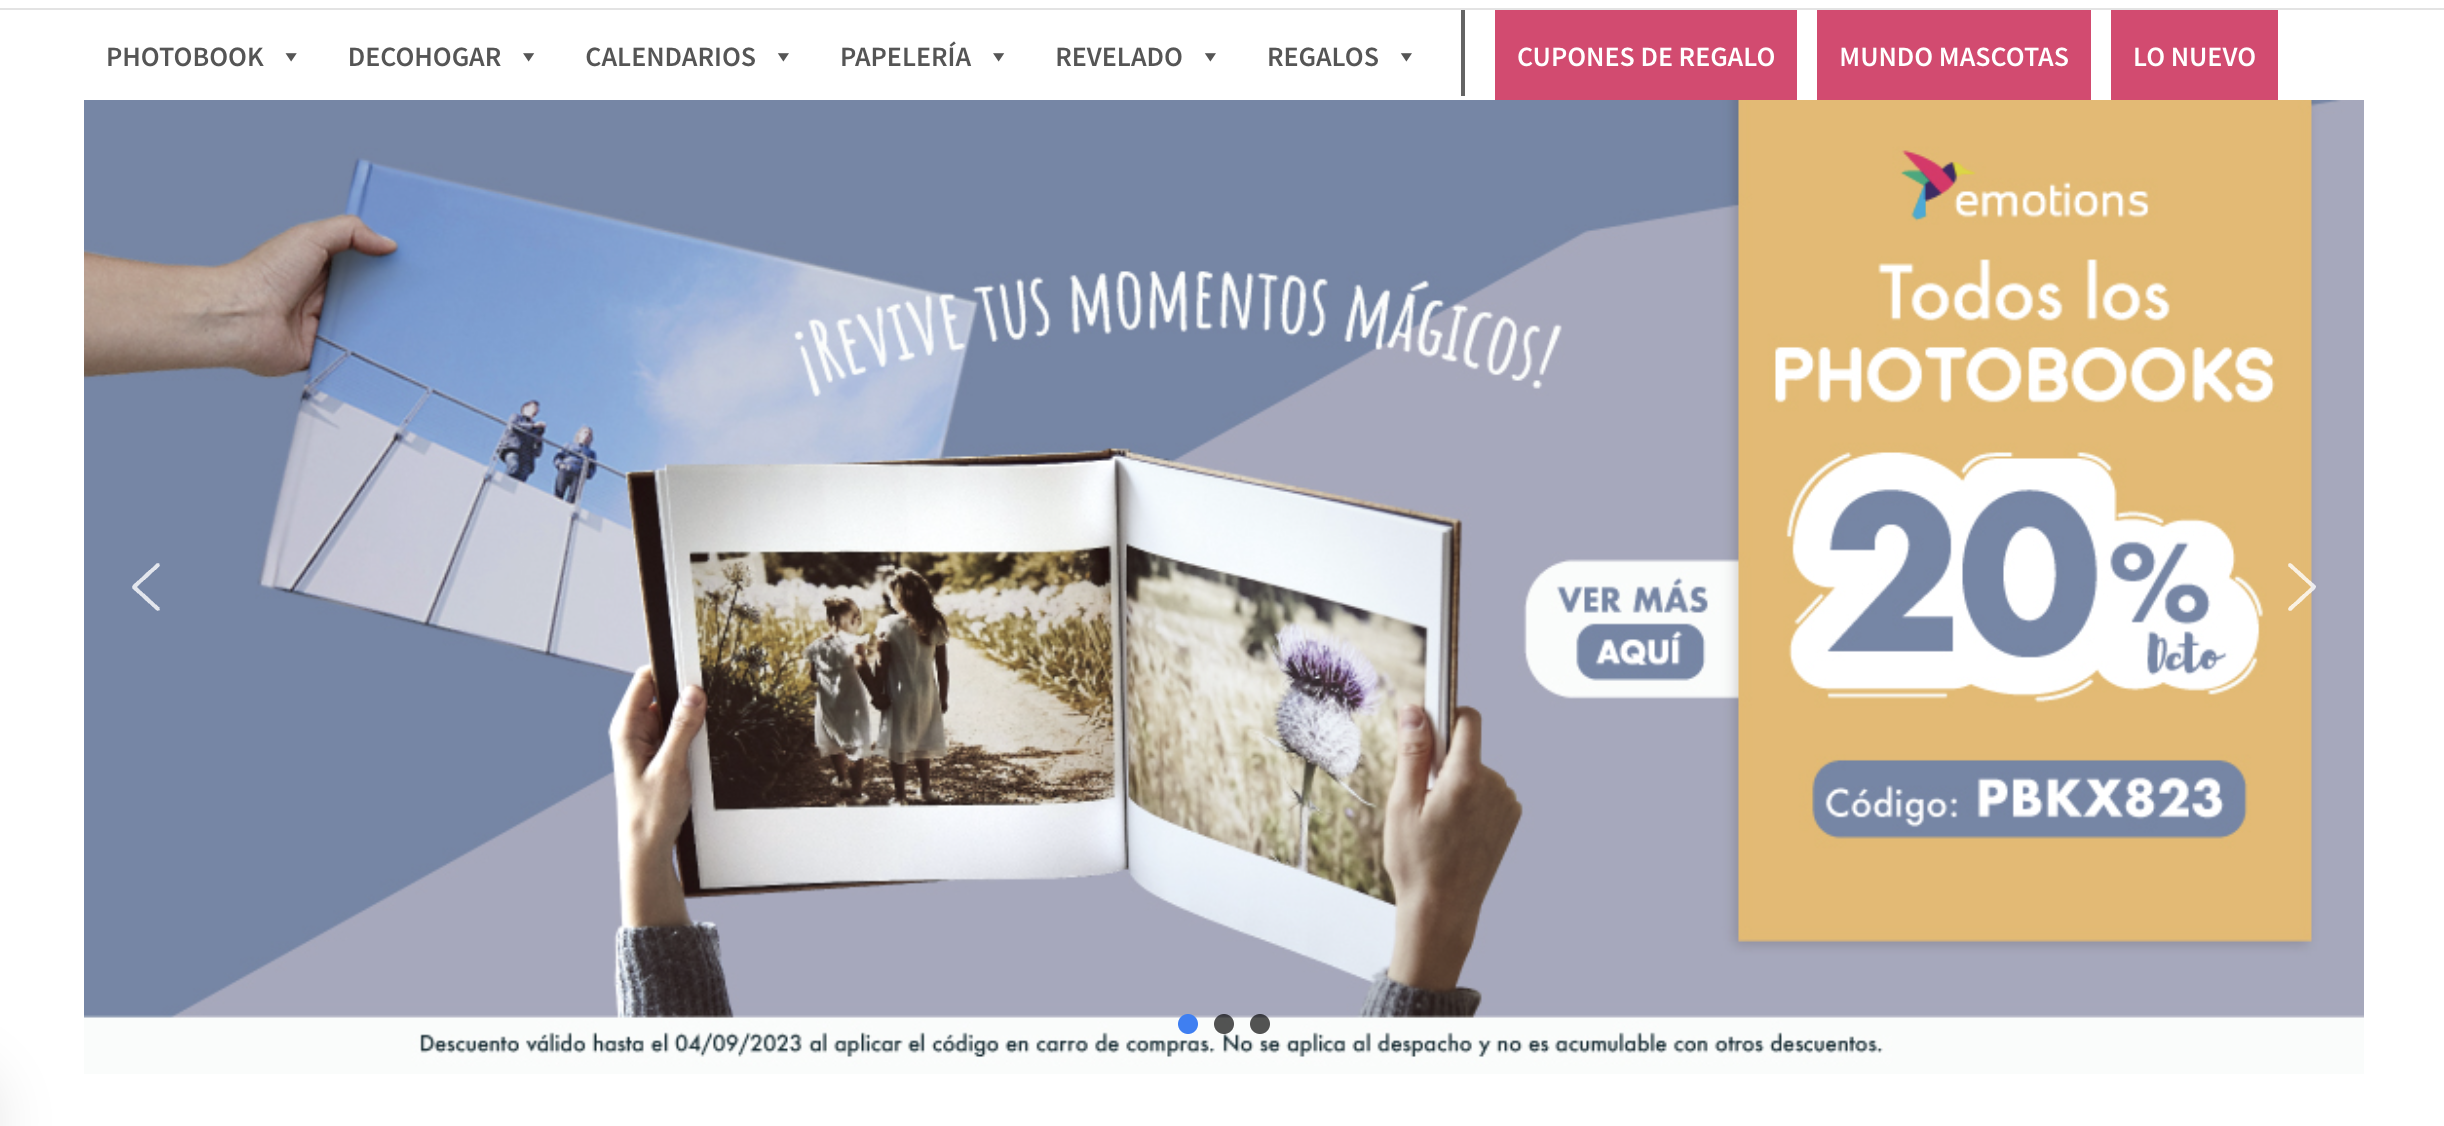 PHOTOBOOK DECOHOGAR CALENDARIOS PAPELERÍA REVELADO REGALOS CUPONES DE REGALO MUNDO MASCOTAS LO NUEVO
¡REVIVE TUS MOMENTOS MÁGICOS!
VER MÁS
AQUÍ
emotions
Todos los
PHOTOBOOKS
20%
Dcto
Código: PBKX823
Descuento válido hasta el 04/09/2023 al aplicar el código en carro de compras. No se aplica al despacho y no es acumulable con otros descuentos.